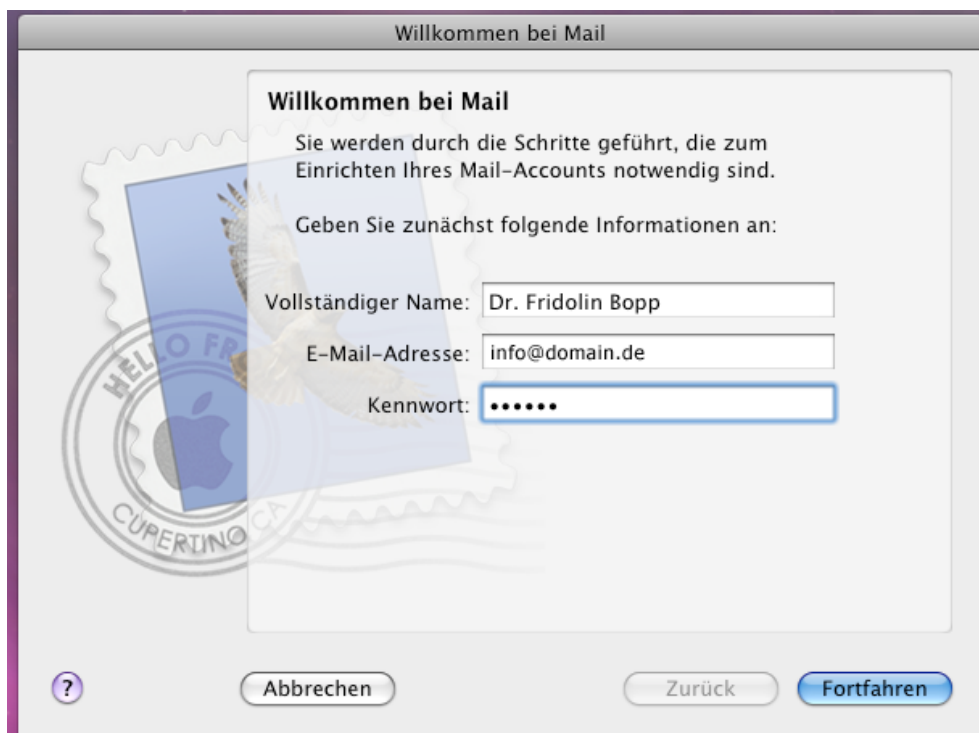 Willkommen bei Mail
Willkommen bei Mail
Sie werden durch die Schritte geführt, die zum
Einrichten Ihres Mail-Accounts notwendig sind.
Geben Sie zunächst folgende Informationen an:
Vollständiger Name: Dr. Fridolin Bopp
E-Mail-Adresse: info@domain.de
Kennwort: ••••••
HELLO FR
CUPERTINO CA
? Abbrechen Zurück Fortfahren